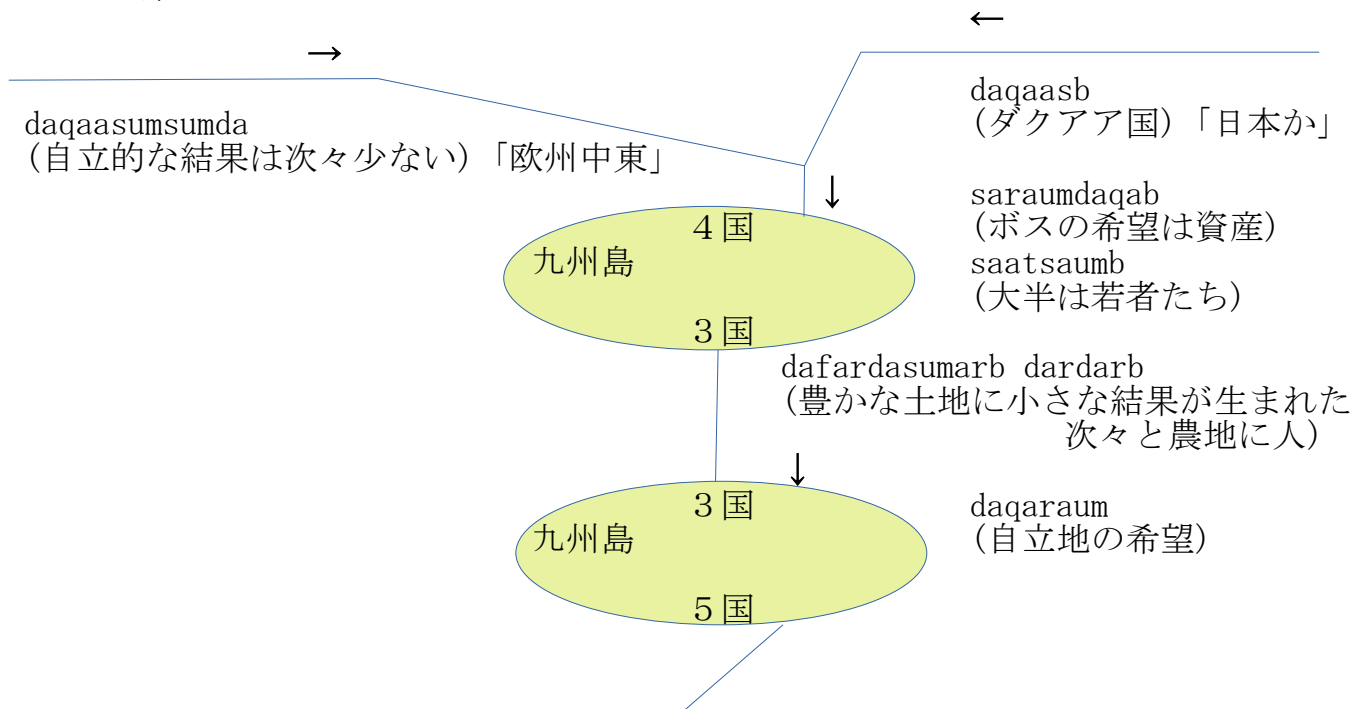 ←
→
daqaasb
(ダクアア国)「日本か」
daqaasumsumda
(自立的な結果は次々少ない)「欧州中東」
↓
saraumdaqab
(ボスの希望は資産)
saatsaumb
(大半は若者たち)
4国
九州島
3国
dafardasumarb dardarb
(豊かな土地に小さな結果が生まれた
次々と農地に人)
↓
3国
九州島
5国
daqaraum
(自立地の希望)